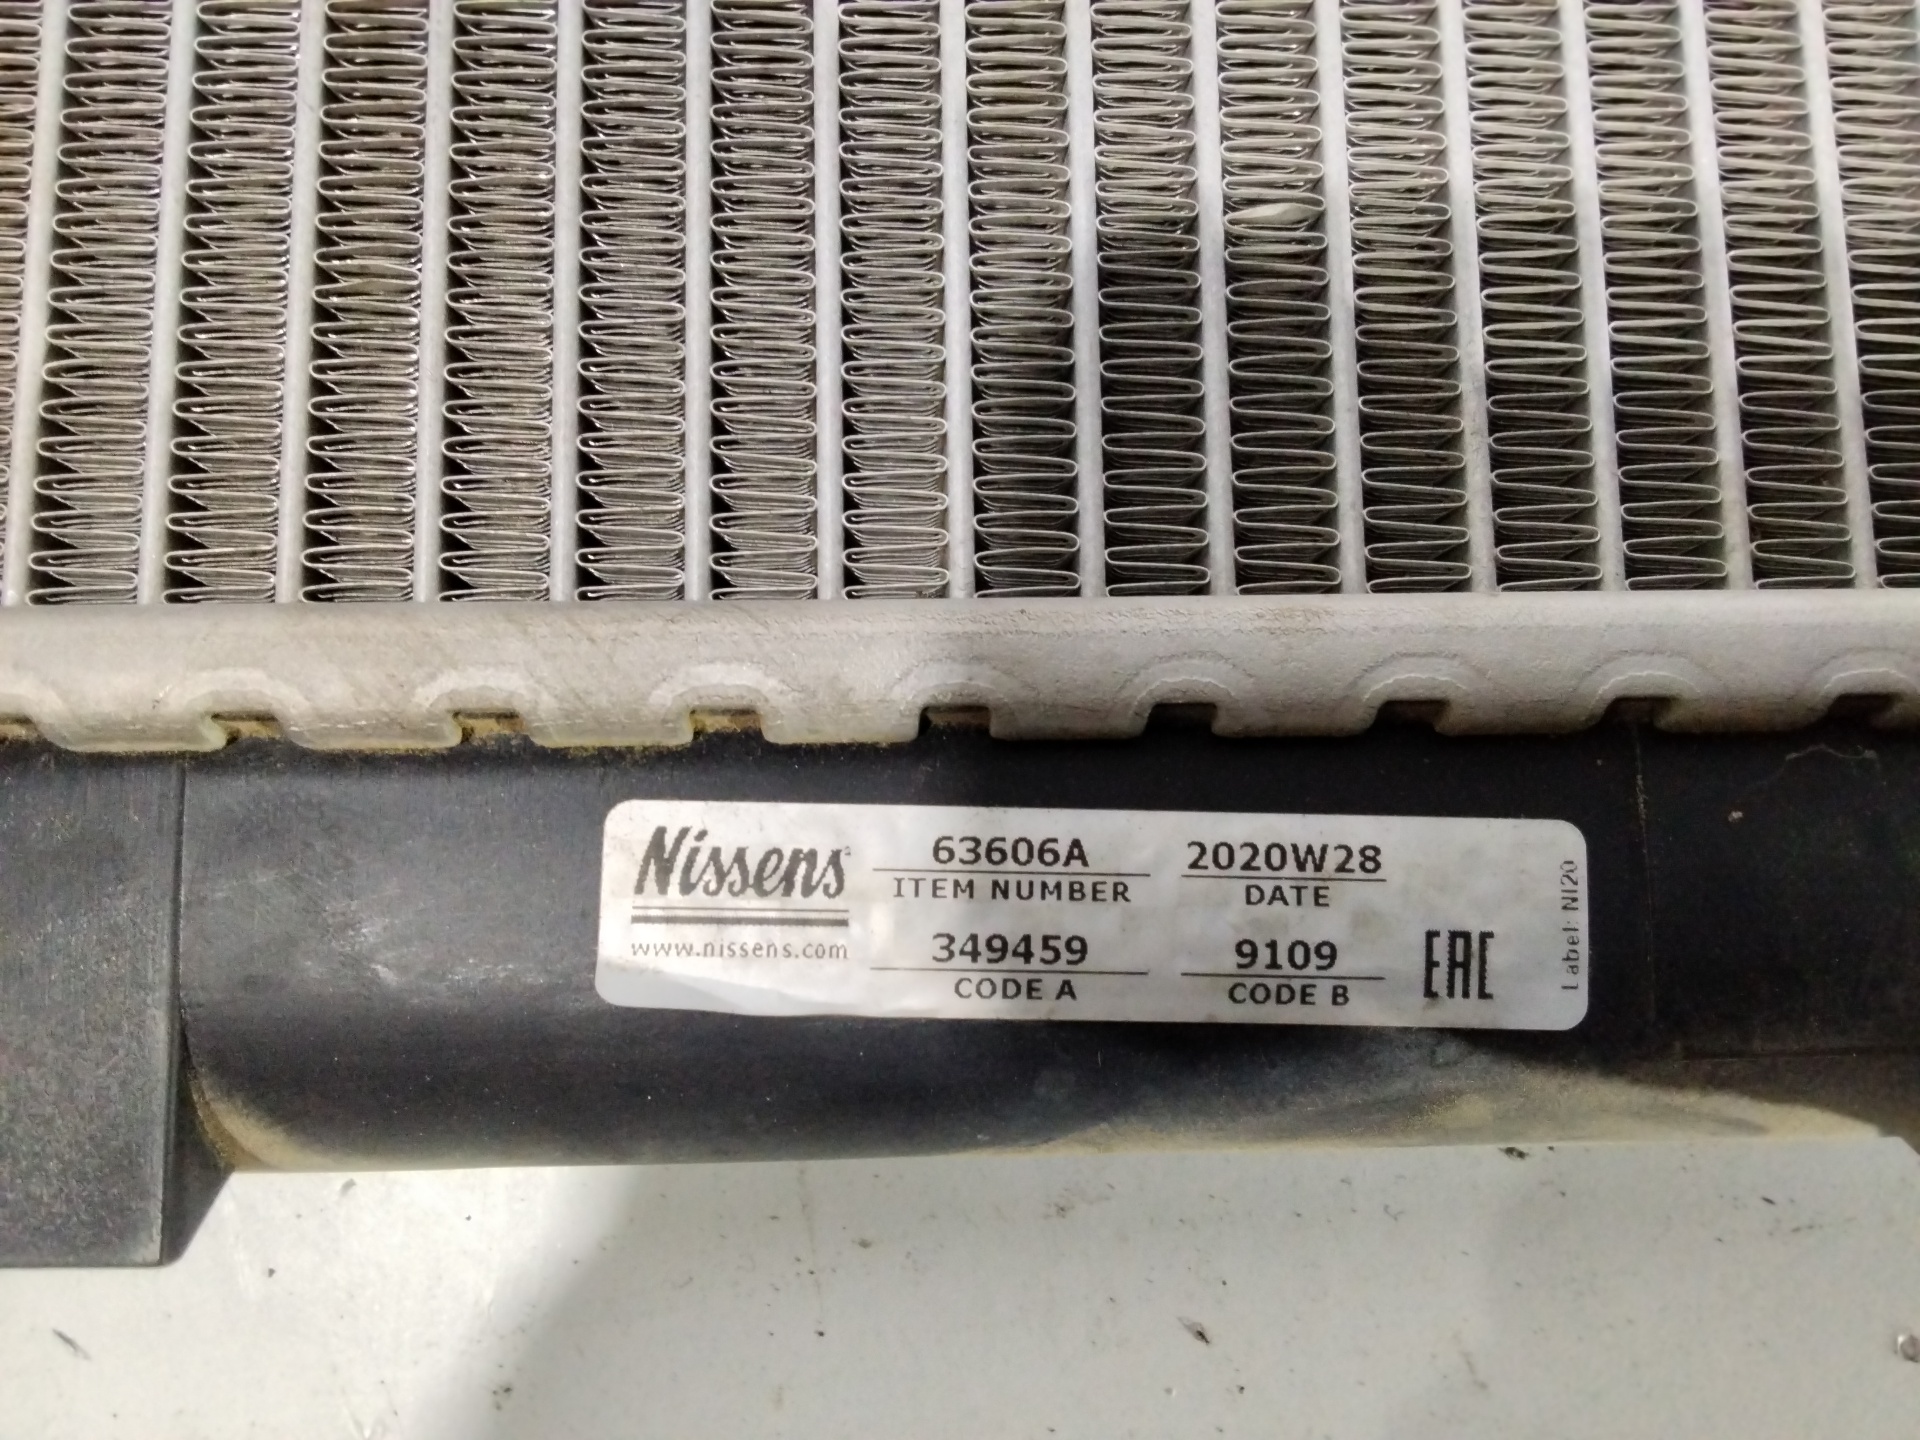 Nissens
www.nissens.com
63606A
ITEM NUMBER
2020W28
DATE
349459
CODE A
9109
CODE B
EAC
Label: NI20